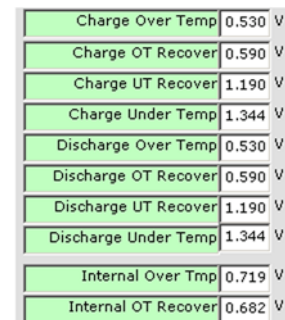 Charge Over Temp 0.530 V
Charge OT Recover 0.590 V
Charge UT Recover 1.190 V
Charge Under Temp 1.344 V
Discharge Over Temp 0.530 V
Discharge OT Recover 0.590 V
Discharge UT Recover 1.190 V
Discharge Under Temp 1.344 V
Internal Over Tmp 0.719 V
Internal OT Recover 0.682 V